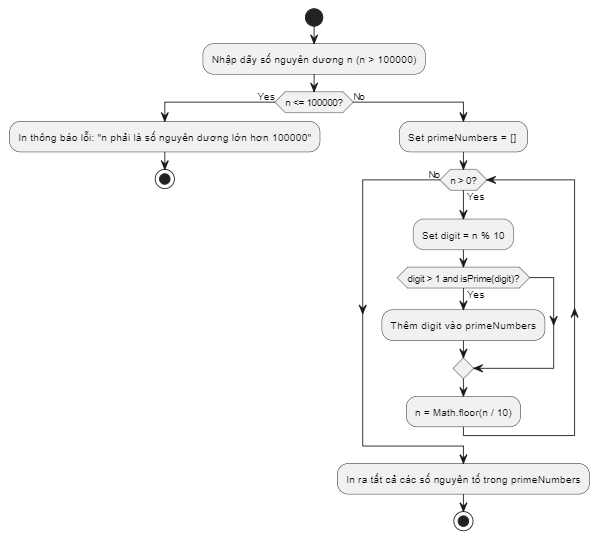 Nhập dãy số nguyên dương n (n > 100000)
n <= 100000?
Yes
No
In thông báo lỗi: "n phải là số nguyên dương lớn hơn 100000"
Set primeNumbers = []
n > 0?
No
Yes
Set digit = n % 10
digit > 1 and isPrime(digit)?
Yes
Thêm digit vào primeNumbers
n = Math.floor(n / 10)
In ra tất cả các số nguyên tố trong primeNumbers